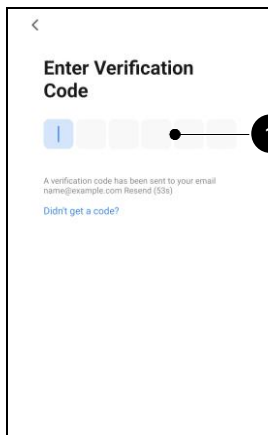 Enter Verification
Code
A verification code has been sent to your email
name@example.com Resend (53s)
Didn't get a code?